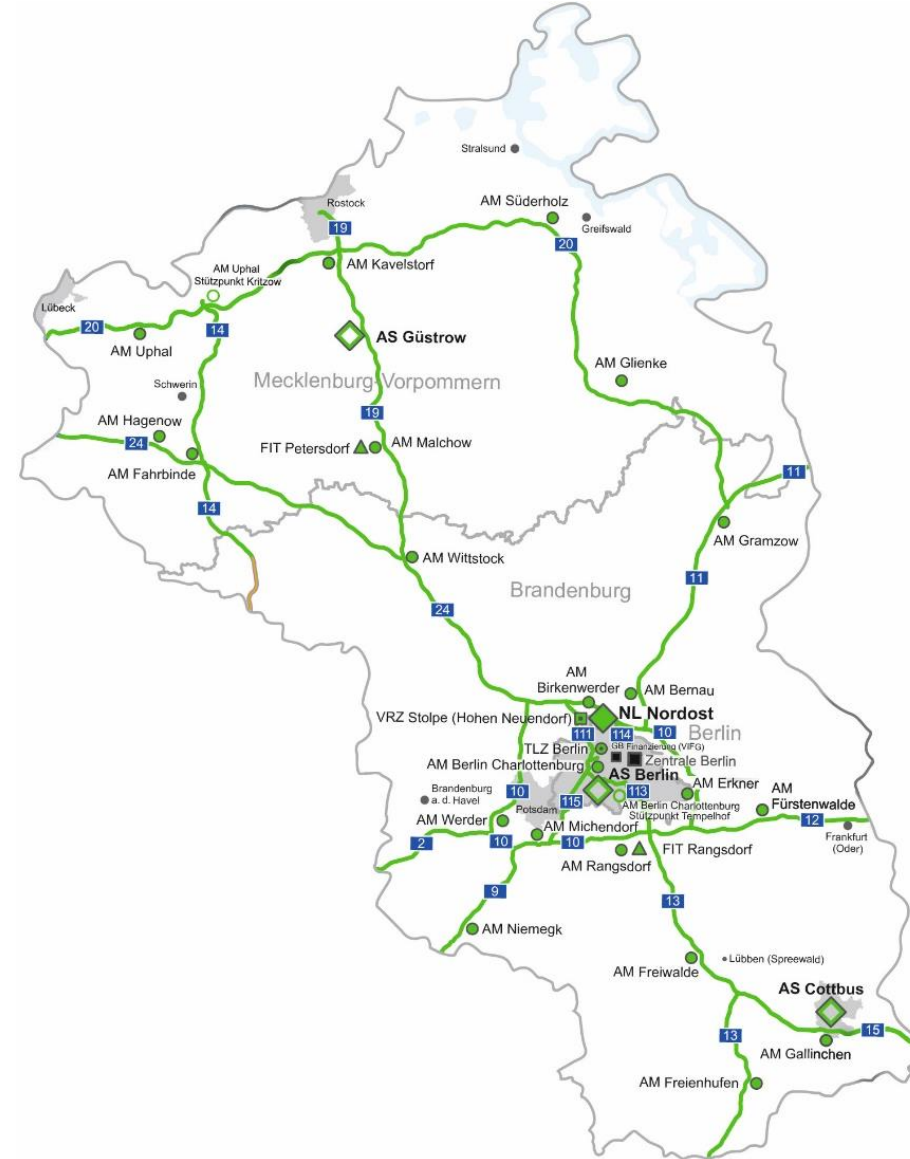 Stralsund
Rostock
AM Süderholz
Greifswald
19
20
AM Uphal
Stützpunkt Kritzow
AM Kavelstorf
Lübeck
20
14
AM Uphal
AS Güstrow
AM Glienke
Mecklenburg-Vorpommern
Schwerin
19
AM Hagenow
24
FIT Petersdorf
AM Malchow
AM Fahrbinde
11
14
AM Gramzow
AM Wittstock
11
Brandenburg
24
AM
Birkenwerder
AM Bernau
VRZ Stolpe (Hohen Neuendorf)
NL Nordost
111
114
10
Berlin
TLZ Berlin
GB Finanzierung (VIFG)
Zentrale Berlin
AM Berlin Charlottenburg
AS Berlin
AM Erkner
AM
Fürstenwalde
10
115
113
Brandenburg
a. d. Havel
Potsdam
AM Berlin Charlottenburg
Stützpunkt Tempelhof
AM Werder
AM Michendorf
12
2
10
10
Frankfurt
(Oder)
AM Rangsdorf
FIT Rangsdorf
9
13
AM Niemegk
AM Freiwalde
Lübben (Spreewald)
AS Cottbus
13
15
AM Gallinchen
AM Freienhufen